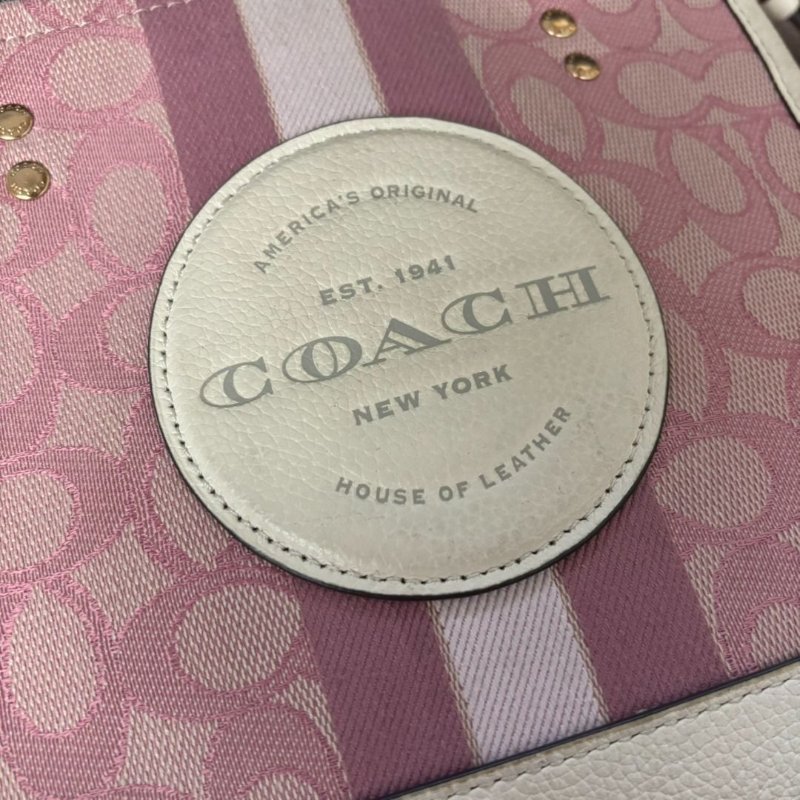 AMERICA'S ORIGINAL
EST. 1941
COACH
NEW YORK
HOUSE OF LEATHER